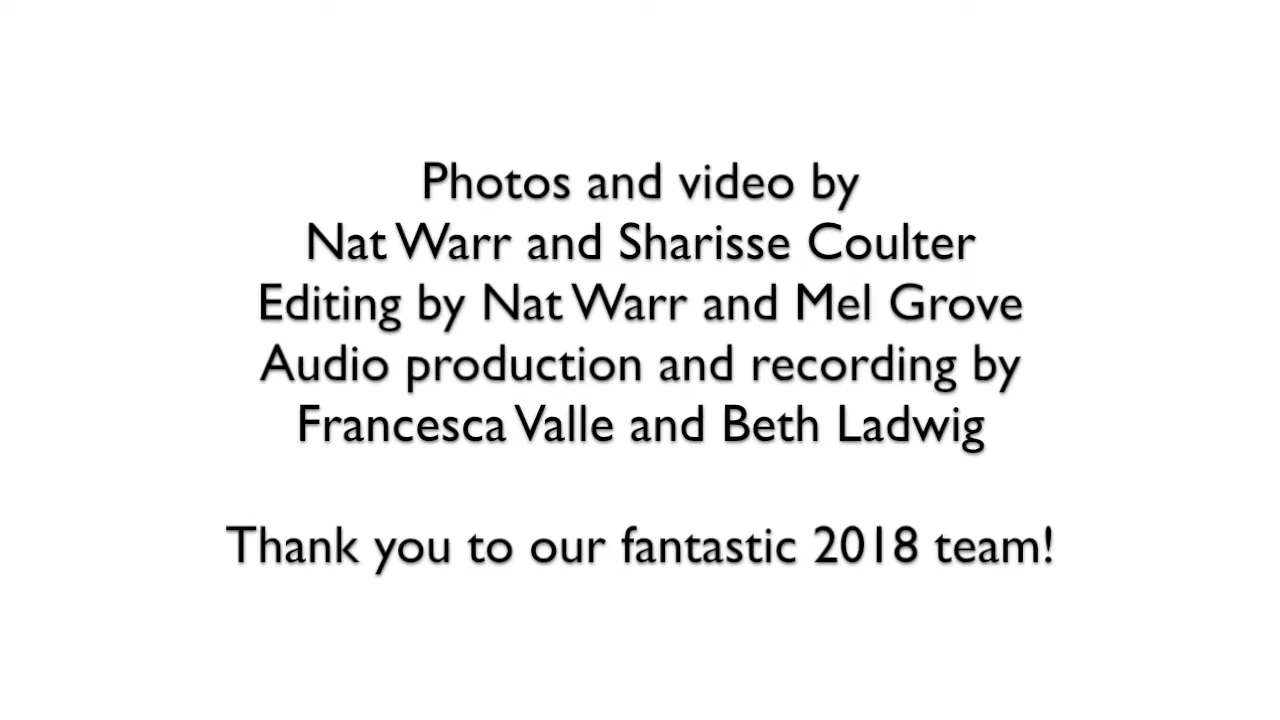 Photos and video by
Nat Warr and Sharisse Coulter
Editing by Nat Warr and Mel Grove
Audio production and recording by
Francesca Valle and Beth Ladwig
Thank you to our fantastic 2018 team!